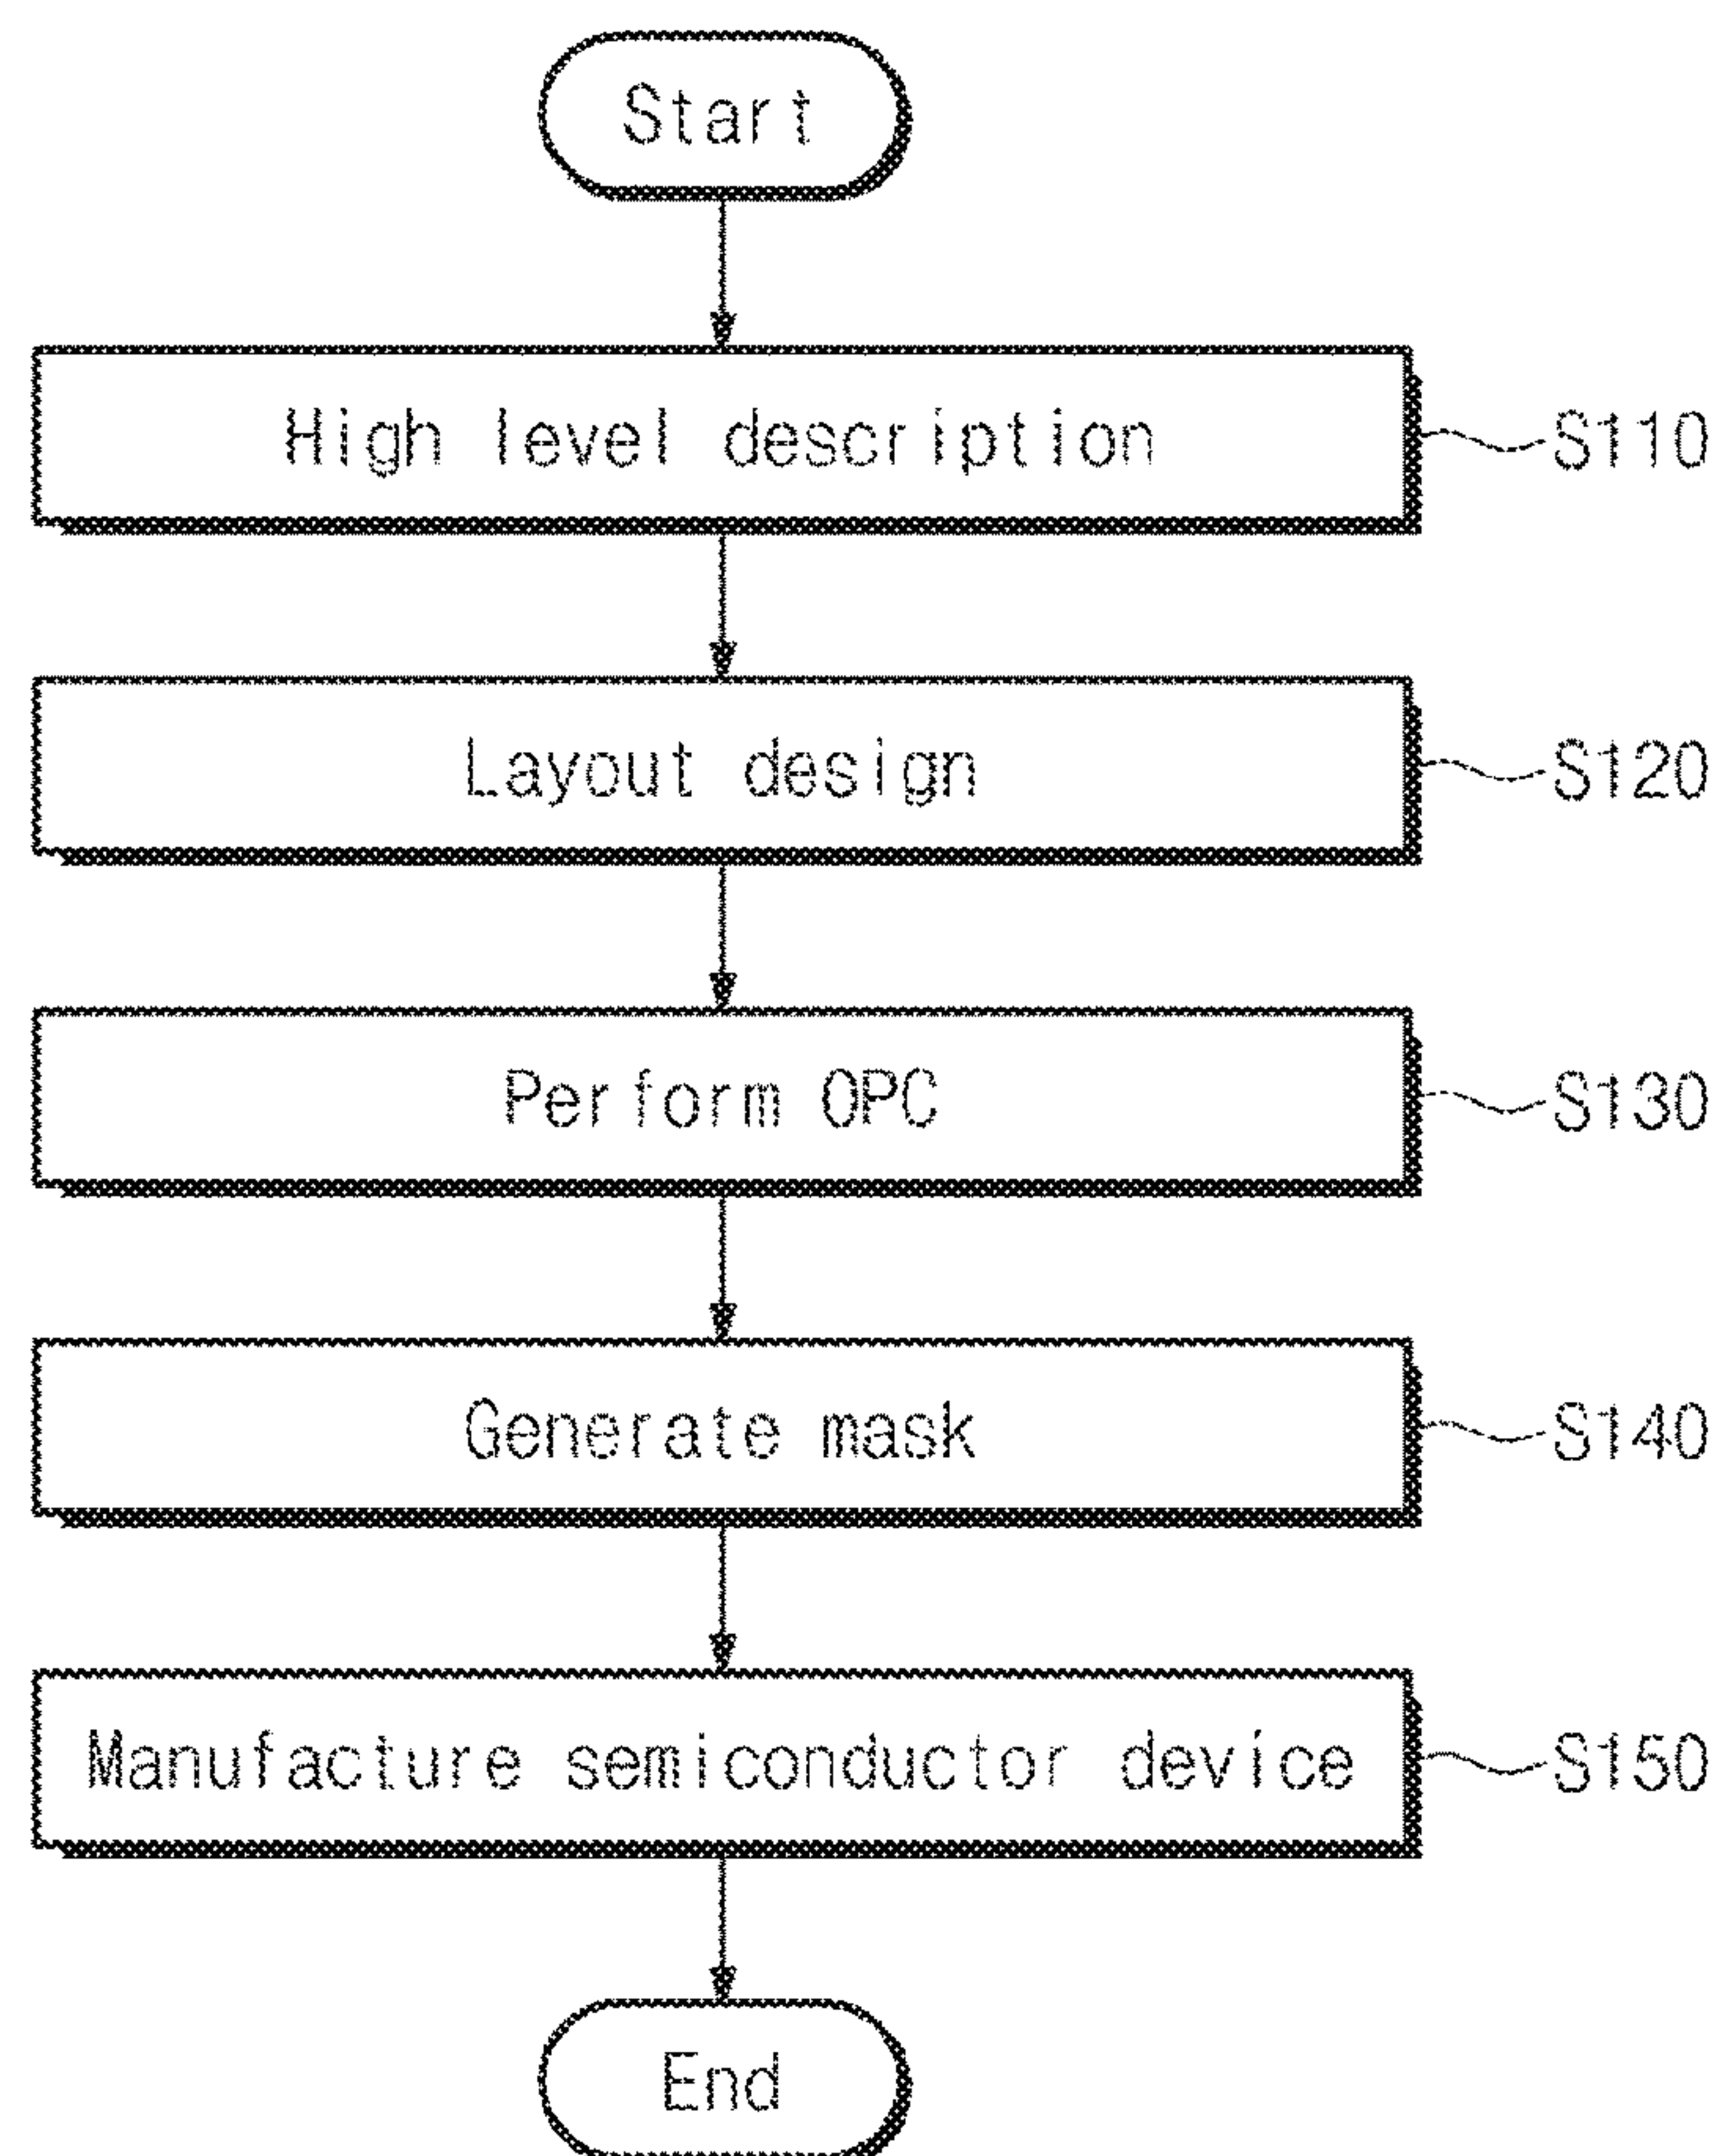 Start
High level description
S110
Layout design
S120
Perform OPC
S130
Generate mask
S140
Manufacture semiconductor device
S150
End